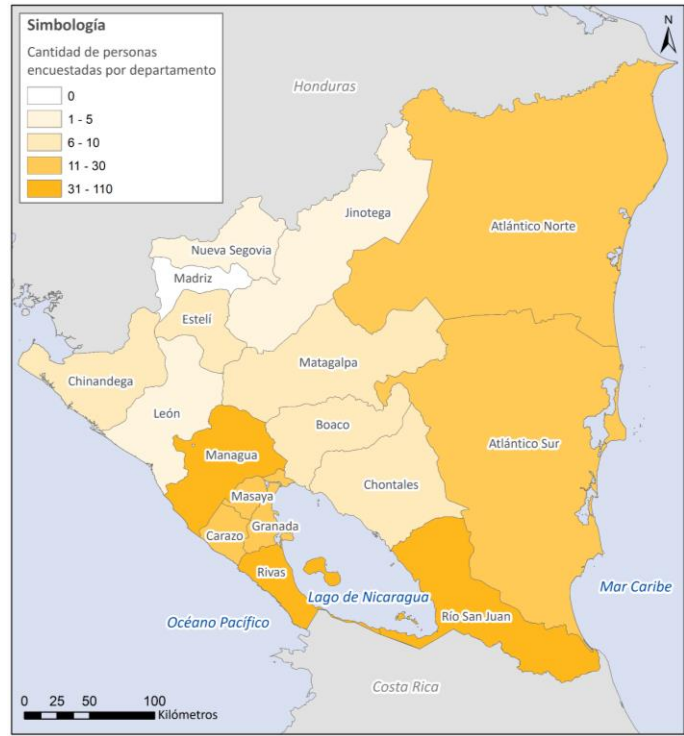 Simbología
Cantidad de personas
encuestadas por departamento
0
1 - 5
6 - 10
11 - 30
31 - 110
N
Honduras
Jinotega
Atlántico Norte
Nueva Segovia
Madriz
Estelí
Matagalpa
Chinandega
León
Boaco
Atlántico Sur
Managua
Chontales
Masaya
Granada
Carazo
Rivas
Mar Caribe
Lago de Nicaragua
Río San Juan
Océano Pacífico
Costa Rica
0 25 50 100
Kilómetros